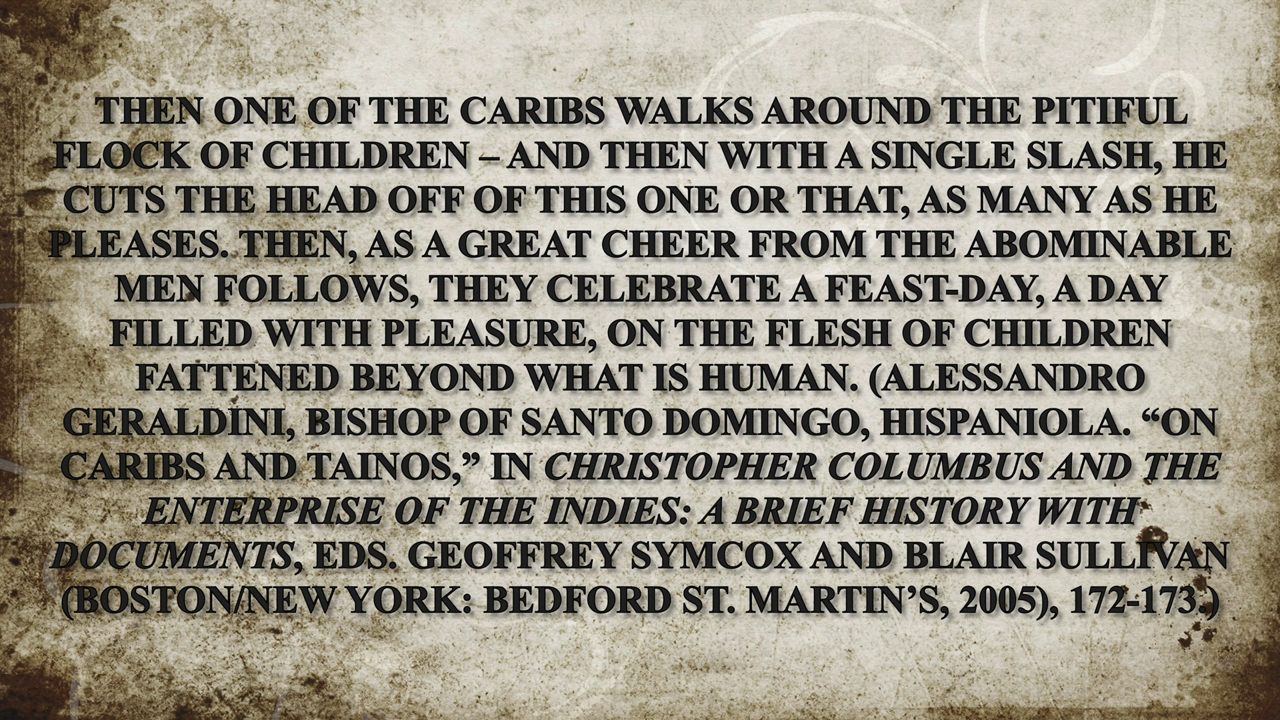 THEN ONE OF THE CARIBS WALKS AROUND THE PITIFUL
FLOCK OF CHILDREN – AND THEN WITH A SINGLE SLASH, HE
CUTS THE HEAD OFF OF THIS ONE OR THAT, AS MANY AS HE
PLEASES. THEN, AS A GREAT CHEER FROM THE ABOMINABLE
MEN FOLLOWS, THEY CELEBRATE A FEAST-DAY, A DAY
FILLED WITH PLEASURE, ON THE FLESH OF CHILDREN
FATTENED BEYOND WHAT IS HUMAN. (ALESSANDRO
GERALDINI, BISHOP OF SANTO DOMINGO, HISPANIOLA. “ON
CARIBS AND TAINOS,” IN CHRISTOPHER COLUMBUS AND THE
ENTERPRISE OF THE INDIES: A BRIEF HISTORY WITH
DOCUMENTS, EDS. GEOFFREY SYMCOX AND BLAIR SULLIVAN
(BOSTON/NEW YORK: BEDFORD ST. MARTIN’S, 2005), 172-173.)